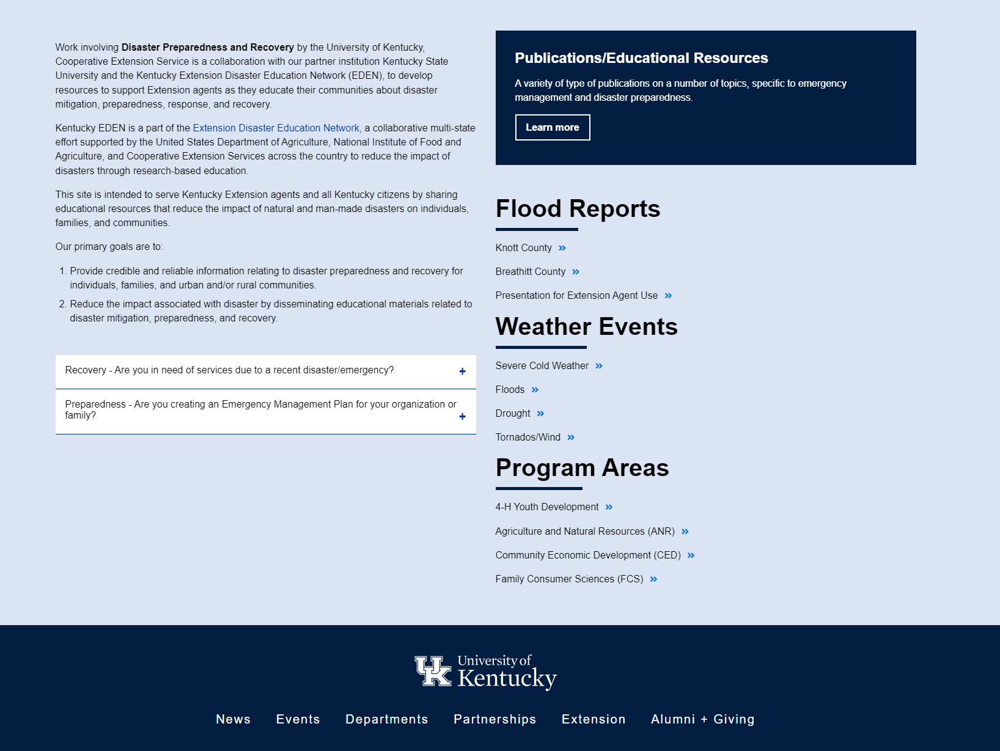 Work involving Disaster Preparedness and Recovery by the University of Kentucky,
Cooperative Extension Service is a collaboration with our partner institution Kentucky State
University and the Kentucky Extension Disaster Education Network (EDEN), to develop
resources to support Extension agents as they educate their communities about disaster
mitigation, preparedness, response, and recovery.
Kentucky EDEN is a part of the Extension Disaster Education Network, a collaborative multi-state
effort supported by the United States Department of Agriculture, National Institute of Food and
Agriculture, and Cooperative Extension Services across the country to reduce the impact of
disasters through research-based education.
This site is intended to serve Kentucky Extension agents and all Kentucky citizens by sharing
educational resources that reduce the impact of natural and man-made disasters on individuals,
families, and communities.
Our primary goals are to:
1. Provide credible and reliable information relating to disaster preparedness and recovery for
individuals, families, and urban and/or rural communities.
2. Reduce the impact associated with disaster by disseminating educational materials related to
disaster mitigation, preparedness, and recovery.
Recovery - Are you in need of services due to a recent disaster/emergency? +
Preparedness - Are you creating an Emergency Management Plan for your organization or
family? +
Publications/Educational Resources
A variety of type of publications on a number of topics, specific to emergency
management and disaster preparedness.
Learn more
Flood Reports
Knott County »
Breathitt County »
Presentation for Extension Agent Use »
Weather Events
Severe Cold Weather »
Floods »
Drought »
Tornados/Wind »
Program Areas
4-H Youth Development »
Agriculture and Natural Resources (ANR) »
Community Economic Development (CED) »
Family Consumer Sciences (FCS) »
UK University of
Kentucky
News Events Departments Partnerships Extension Alumni + Giving